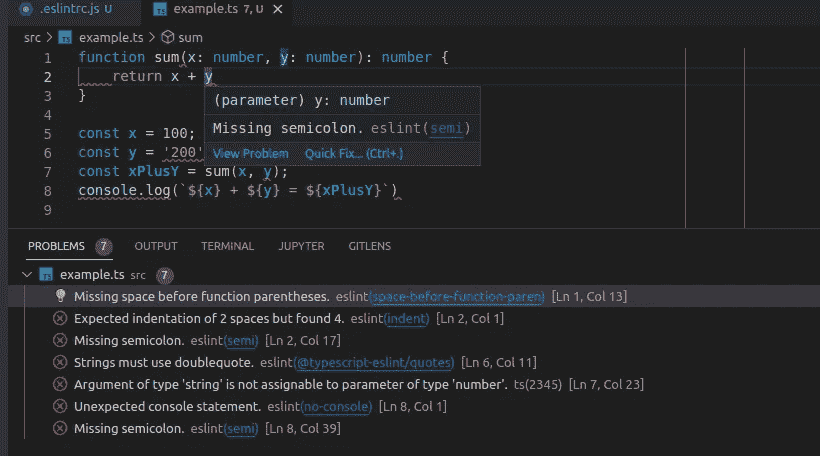 .eslintrc.js U
TS example.ts 7, U
src > TS example.ts > sum
1 function sum(x: number, y: number): number {
2 return x + y
3 }
4
5 const x = 100;
6 const y = '200'
7 const xPlusY = sum(x, y);
8 console.log(`${x} + ${y} = ${xPlusY}`)
9
(parameter) y: number
Missing semicolon. eslint(semi)
View Problem Quick Fix... (Ctrl+.)
PROBLEMS 7 OUTPUT TERMINAL JUPYTER GITLENS
TS example.ts src 7
Missing space before function parentheses. eslint(space-before-function-paren) [Ln 1, Col 13]
Expected indentation of 2 spaces but found 4. eslint(indent) [Ln 2, Col 1]
Missing semicolon. eslint(semi) [Ln 2, Col 17]
Strings must use doublequote. eslint(@typescript-eslint/quotes) [Ln 6, Col 11]
Argument of type 'string' is not assignable to parameter of type 'number'. ts(2345) [Ln 7, Col 23]
Unexpected console statement. eslint(no-console) [Ln 8, Col 1]
Missing semicolon. eslint(semi) [Ln 8, Col 39]